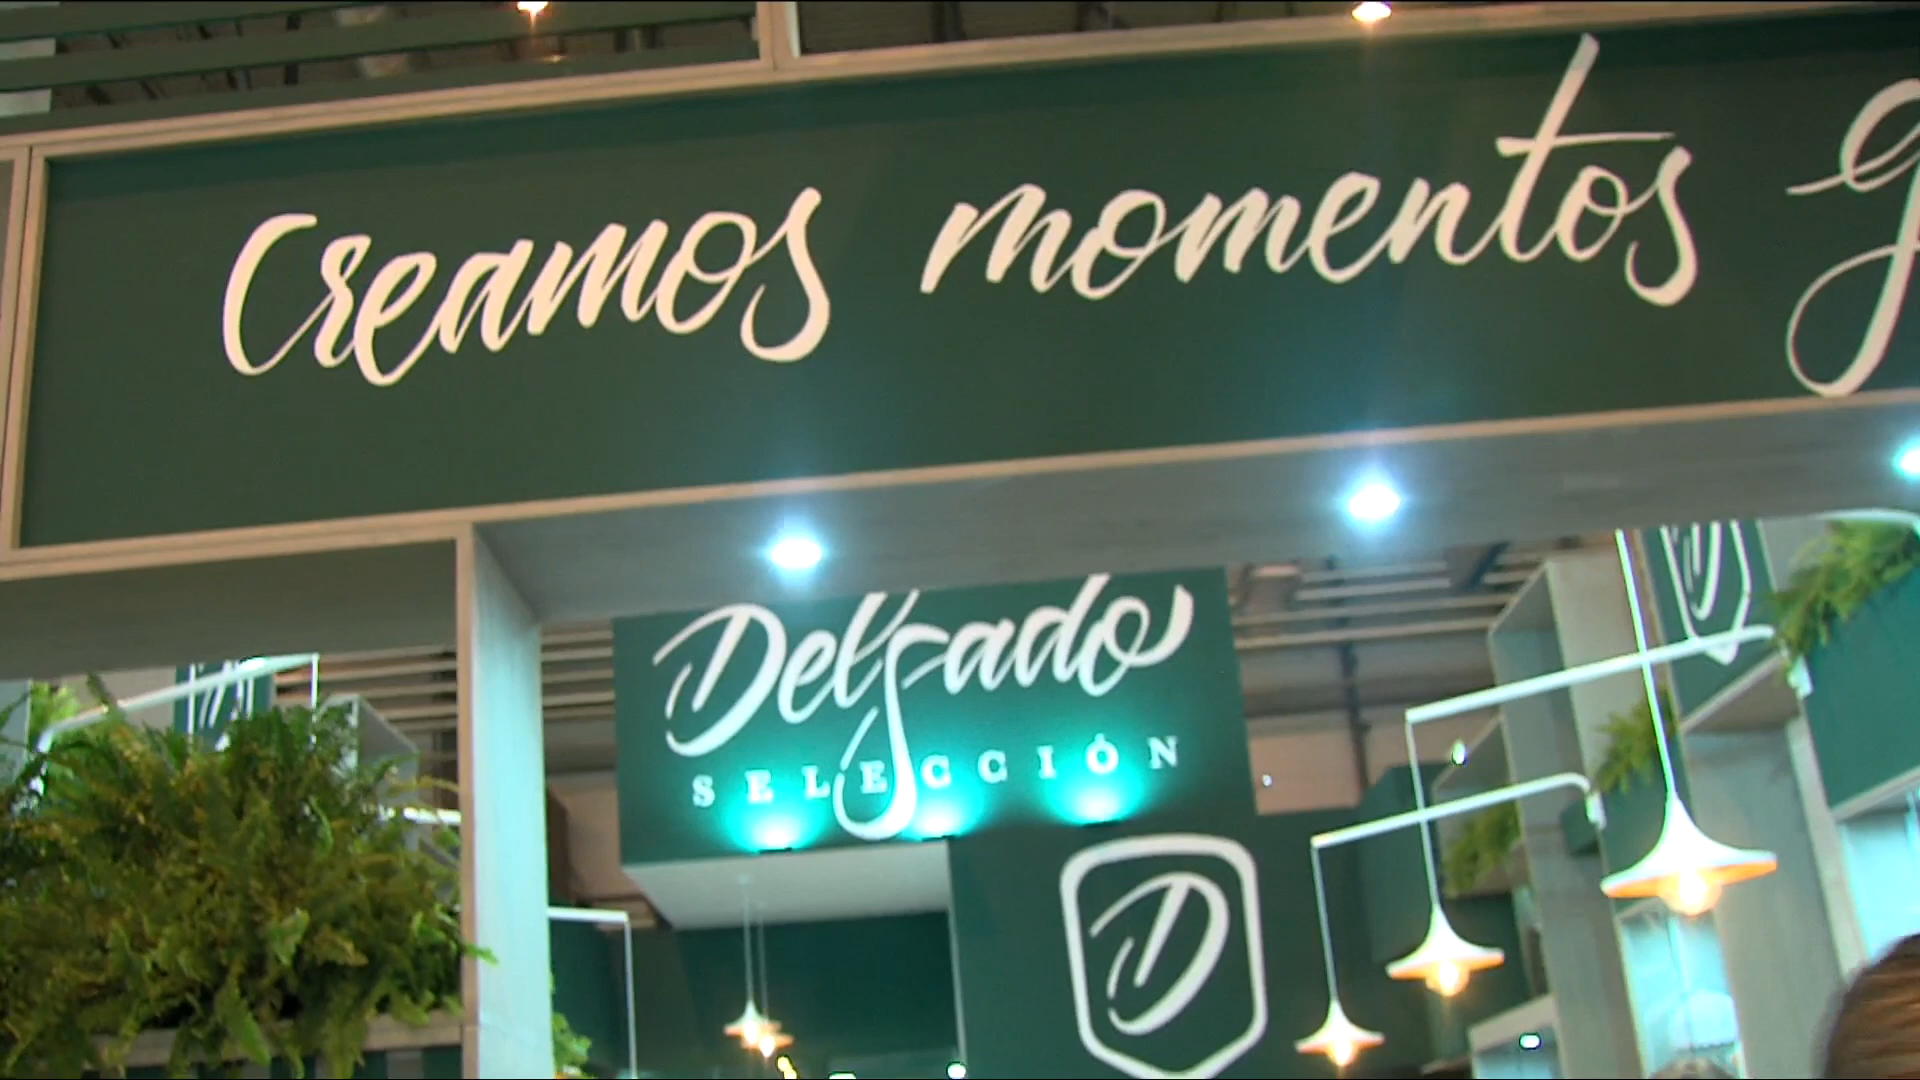 Creamos momentos
Delgado
SELECCIÓN
D
D